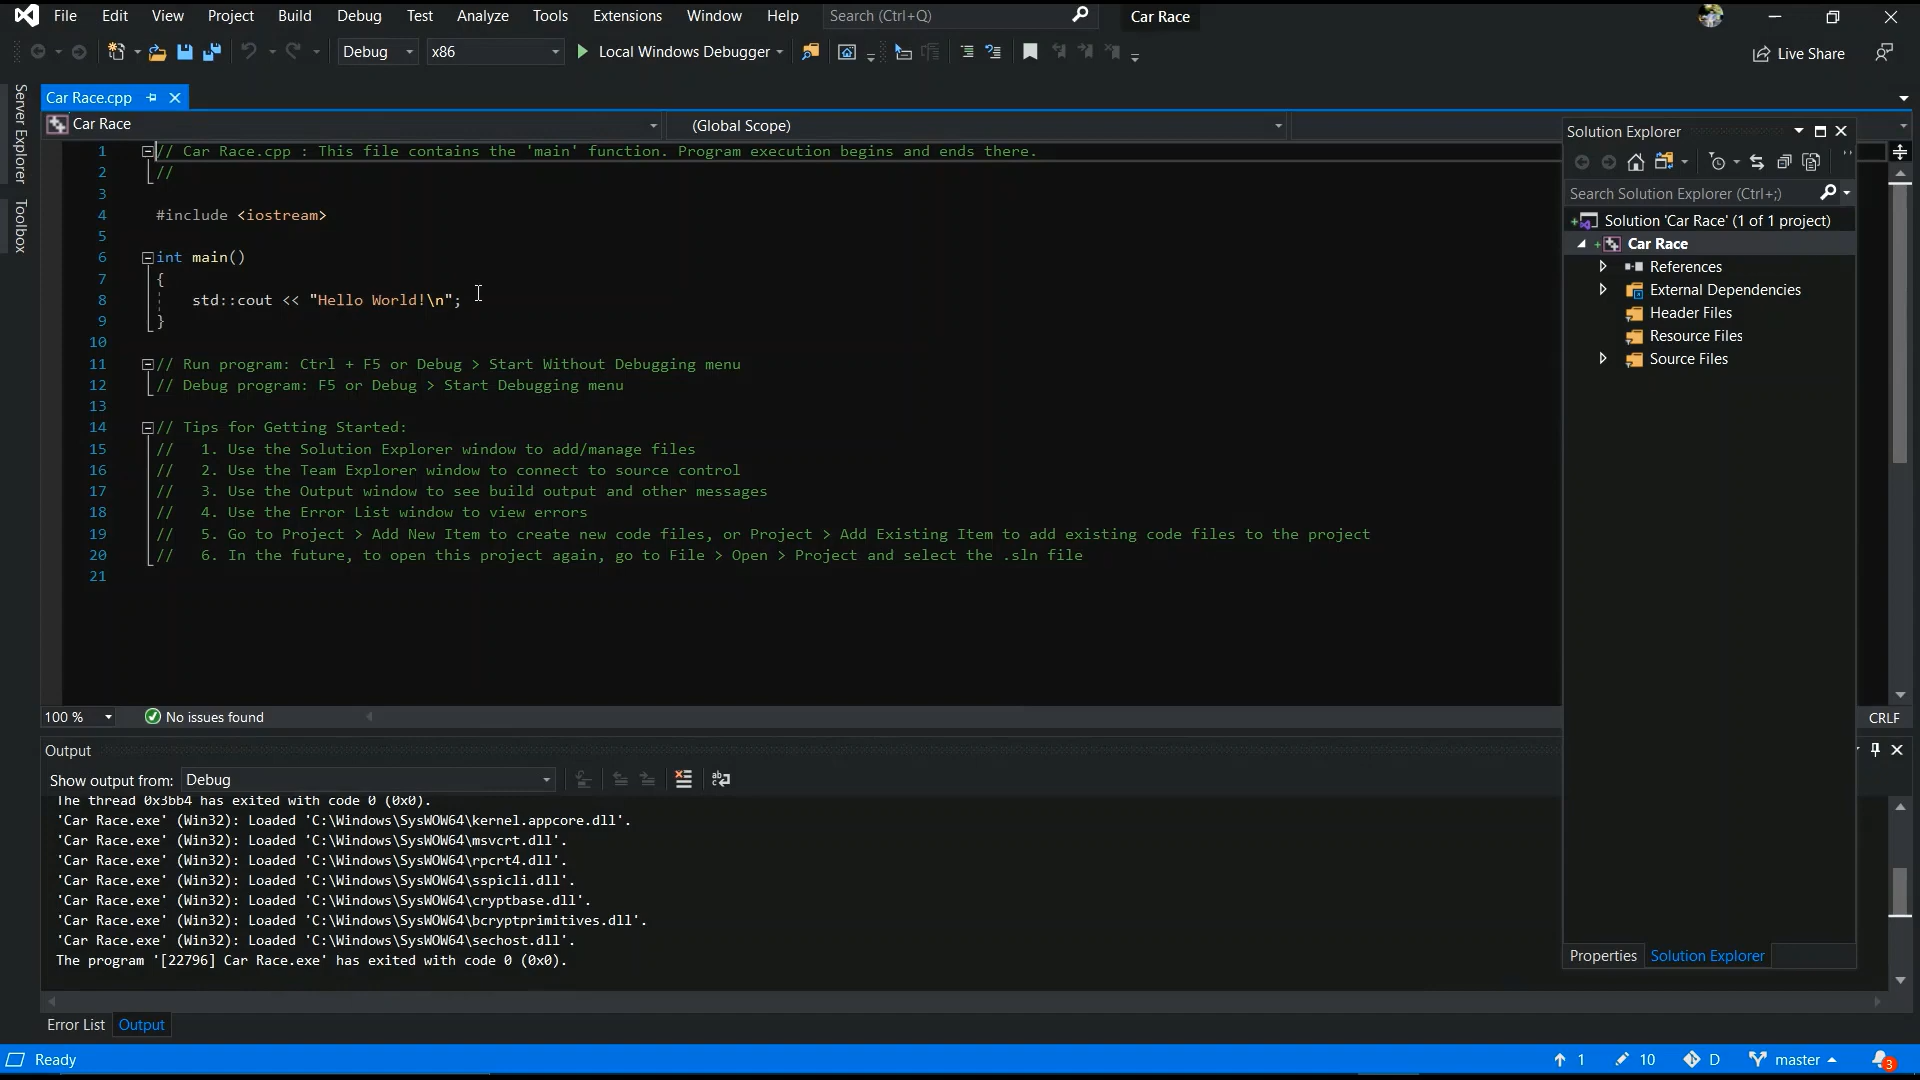 File Edit View Project Build Debug Test Analyze Tools Extensions Window Help Search (Ctrl+Q) Car Race
Debug x86 Local Windows Debugger Live Share
Server Explorer
Toolbox
Car Race.cpp
Car Race (Global Scope)
1 // Car Race.cpp : This file contains the 'main' function. Program execution begins and ends there.
2 //
3
4 #include <iostream>
5
6 int main()
7 {
8 std::cout << "Hello World!\n";
9 }
10
11 // Run program: Ctrl + F5 or Debug > Start Without Debugging menu
12 // Debug program: F5 or Debug > Start Debugging menu
13
14 // Tips for Getting Started:
15 // 1. Use the Solution Explorer window to add/manage files
16 // 2. Use the Team Explorer window to connect to source control
17 // 3. Use the Output window to see build output and other messages
18 // 4. Use the Error List window to view errors
19 // 5. Go to Project > Add New Item to create new code files, or Project > Add Existing Item to add existing code files to the project
20 // 6. In the future, to open this project again, go to File > Open > Project and select the .sln file
21
100 % No issues found CRLF
Solution Explorer
Search Solution Explorer (Ctrl+;)
Solution 'Car Race' (1 of 1 project)
Car Race
References
External Dependencies
Header Files
Resource Files
Source Files
Properties Solution Explorer
Output
Show output from: Debug
The thread 0x3bb4 has exited with code 0 (0x0).
'Car Race.exe' (Win32): Loaded 'C:\Windows\SysWOW64\kernel.appcore.dll'.
'Car Race.exe' (Win32): Loaded 'C:\Windows\SysWOW64\msvcrt.dll'.
'Car Race.exe' (Win32): Loaded 'C:\Windows\SysWOW64\rpcrt4.dll'.
'Car Race.exe' (Win32): Loaded 'C:\Windows\SysWOW64\sspicli.dll'.
'Car Race.exe' (Win32): Loaded 'C:\Windows\SysWOW64\cryptbase.dll'.
'Car Race.exe' (Win32): Loaded 'C:\Windows\SysWOW64\bcryptprimitives.dll'.
'Car Race.exe' (Win32): Loaded 'C:\Windows\SysWOW64\sechost.dll'.
The program '[22796] Car Race.exe' has exited with code 0 (0x0).
Error List Output
Ready 1 10 D master 3